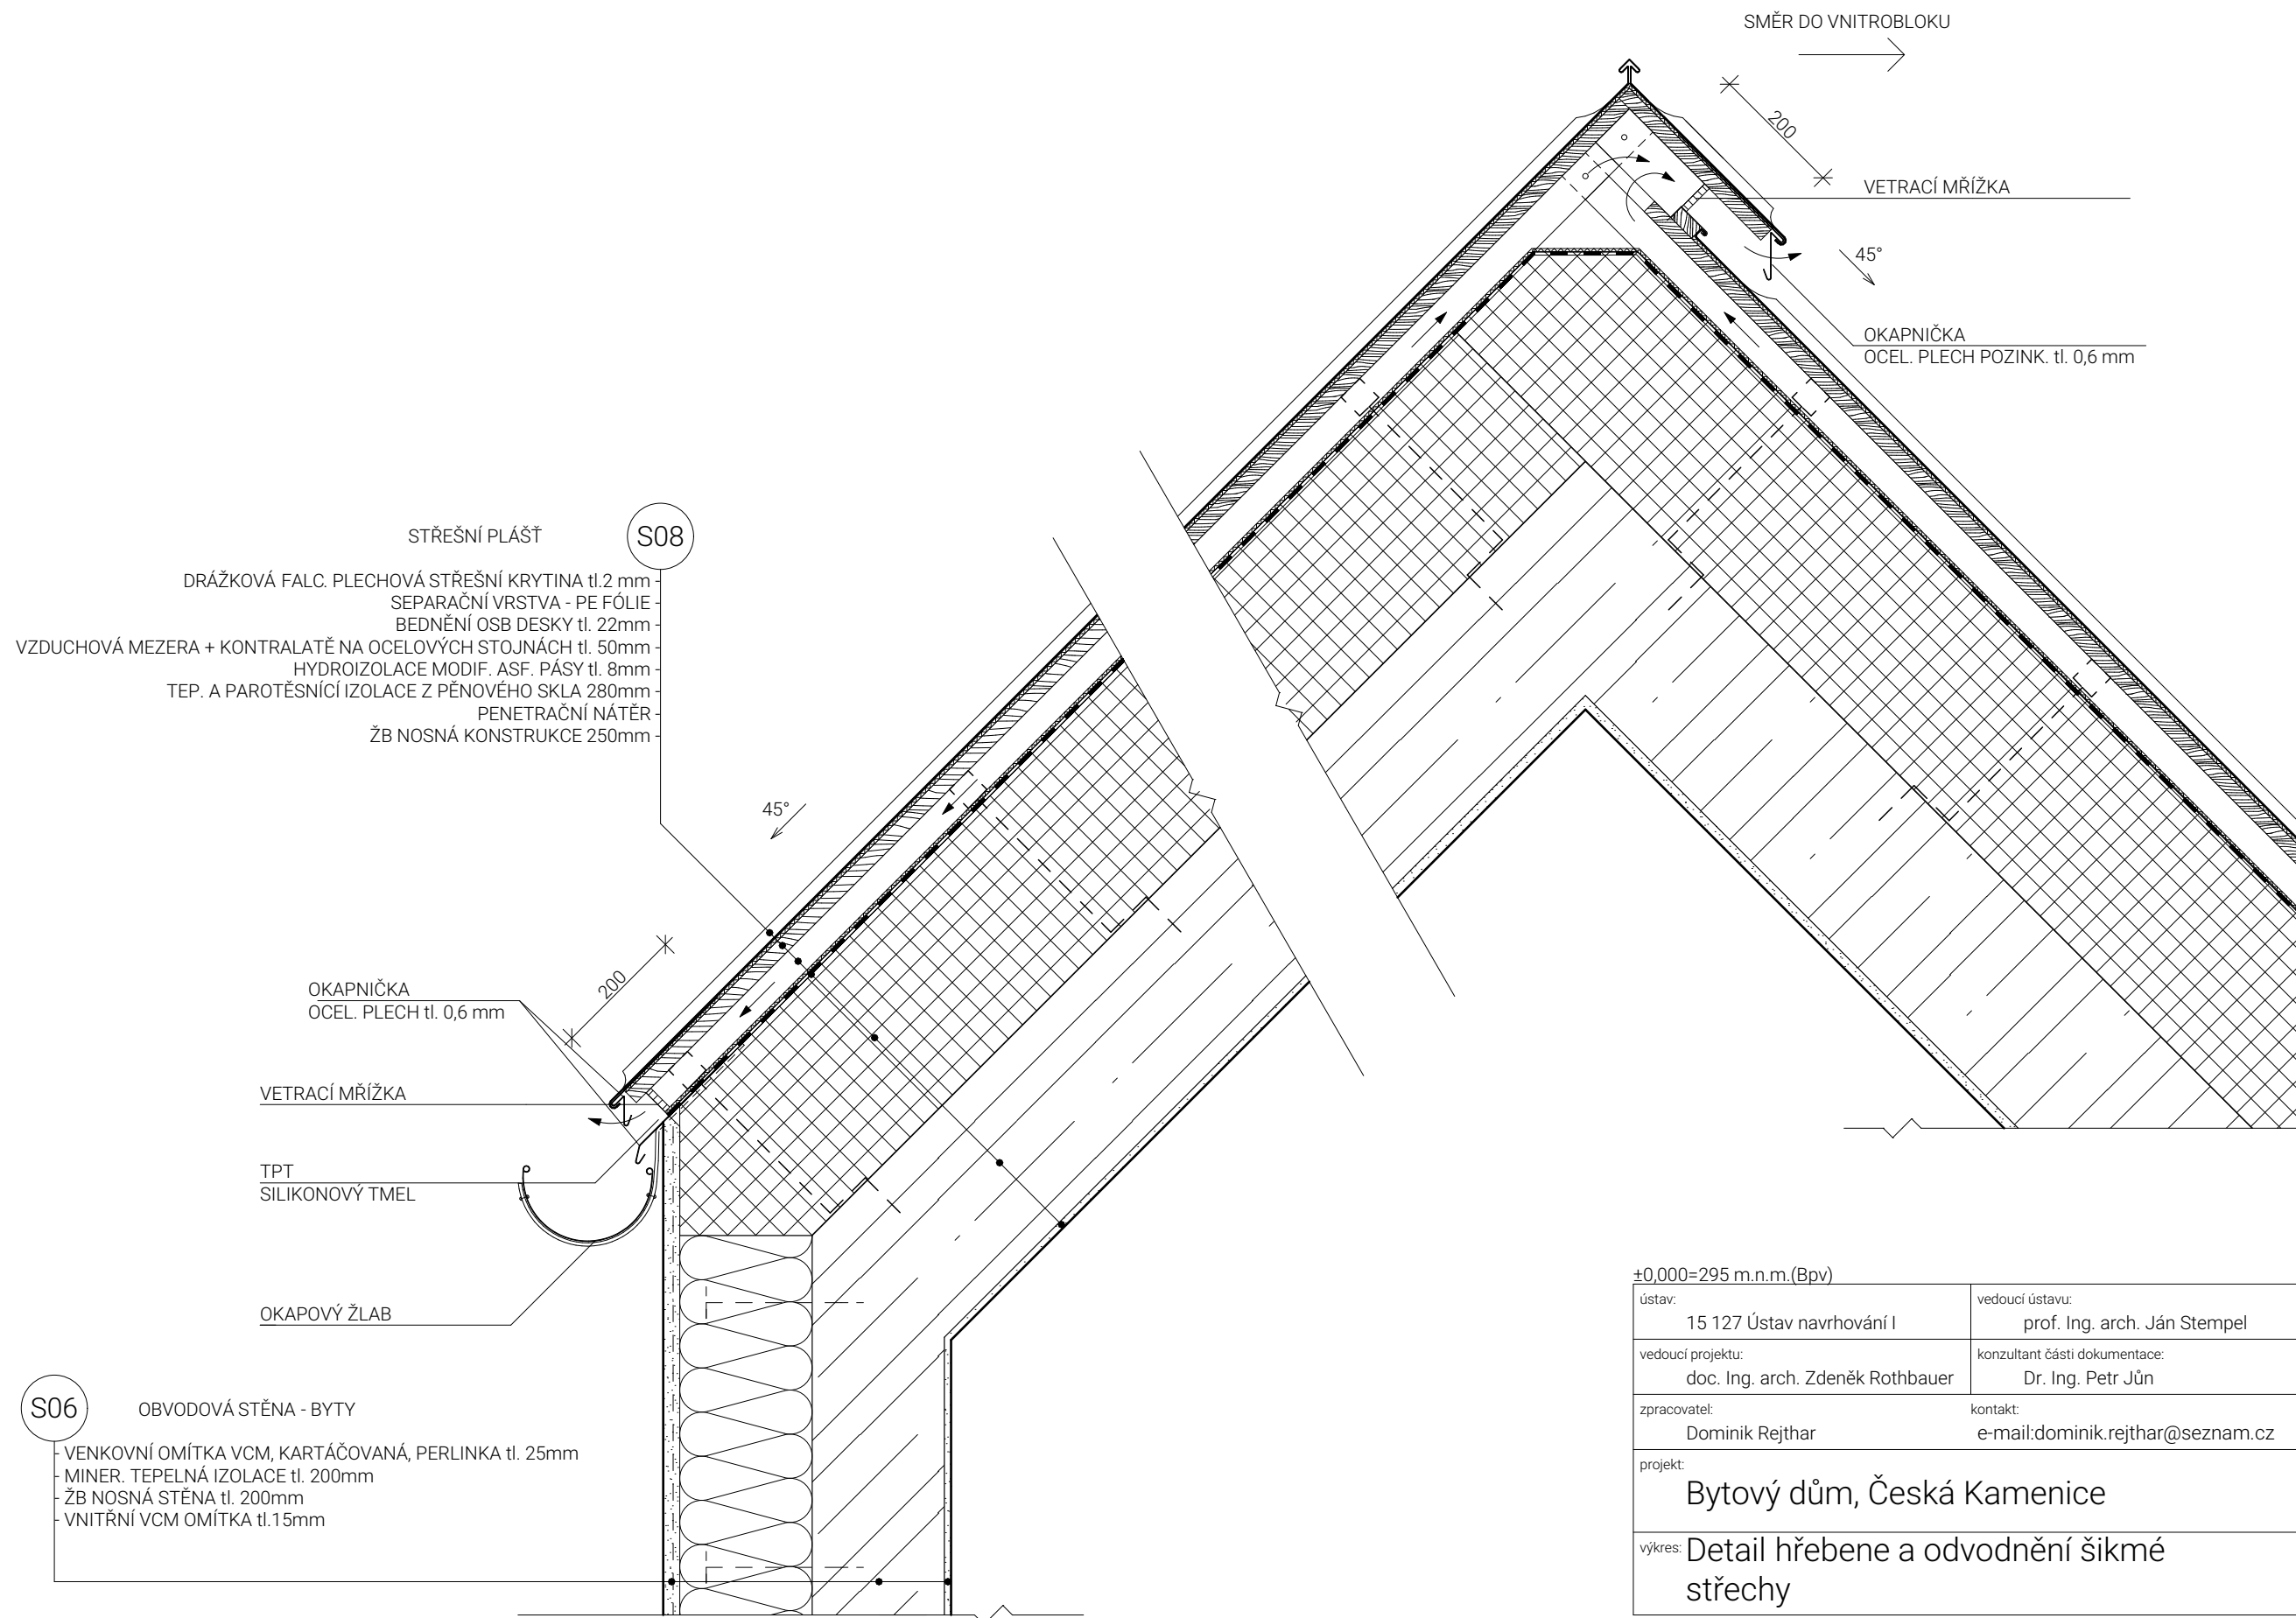 SMĚR DO VNITROBLOKU
200
VETRACÍ MŘÍŽKA
45°
OKAPNIČKA
OCEL. PLECH POZINK. tl. 0,6 mm
STŘEŠNÍ PLÁŠŤ
S08
DRÁŽKOVÁ FALC. PLECHOVÁ STŘEŠNÍ KRYTINA tl.2 mm
SEPARAČNÍ VRSTVA - PE FÓLIE
BEDNĚNÍ OSB DESKY tl. 22mm
VZDUCHOVÁ MEZERA + KONTRALATĚ NA OCELOVÝCH STOJNÁCH tl. 50mm
HYDROIZOLACE MODIF. ASF. PÁSY tl. 8mm
TEP. A PAROTĚSNÍCÍ IZOLACE Z PĚNOVÉHO SKLA 280mm
PENETRAČNÍ NÁTĚR
ŽB NOSNÁ KONSTRUKCE 250mm
45°
200
OKAPNIČKA
OCEL. PLECH tl. 0,6 mm
VETRACÍ MŘÍŽKA
TPT
SILIKONOVÝ TMEL
OKAPOVÝ ŽLAB
S06
OBVODOVÁ STĚNA - BYTY
VENKOVNÍ OMÍTKA VCM, KARTÁČOVANÁ, PERLINKA tl. 25mm
MINER. TEPELNÁ IZOLACE tl. 200mm
ŽB NOSNÁ STĚNA tl. 200mm
VNITŘNÍ VCM OMÍTKA tl.15mm
±0,000=295 m.n.m.(Bpv)
ústav:
15 127 Ústav navrhování I
vedoucí ústavu:
prof. Ing. arch. Ján Stempel
vedoucí projektu:
doc. Ing. arch. Zdeněk Rothbauer
konzultant části dokumentace:
Dr. Ing. Petr Jůn
zpracovatel:
Dominik Rejthar
kontakt:
e-mail:dominik.rejthar@seznam.cz
projekt:
Bytový dům, Česká Kamenice
výkres:
Detail hřebene a odvodnění šikmé
střechy